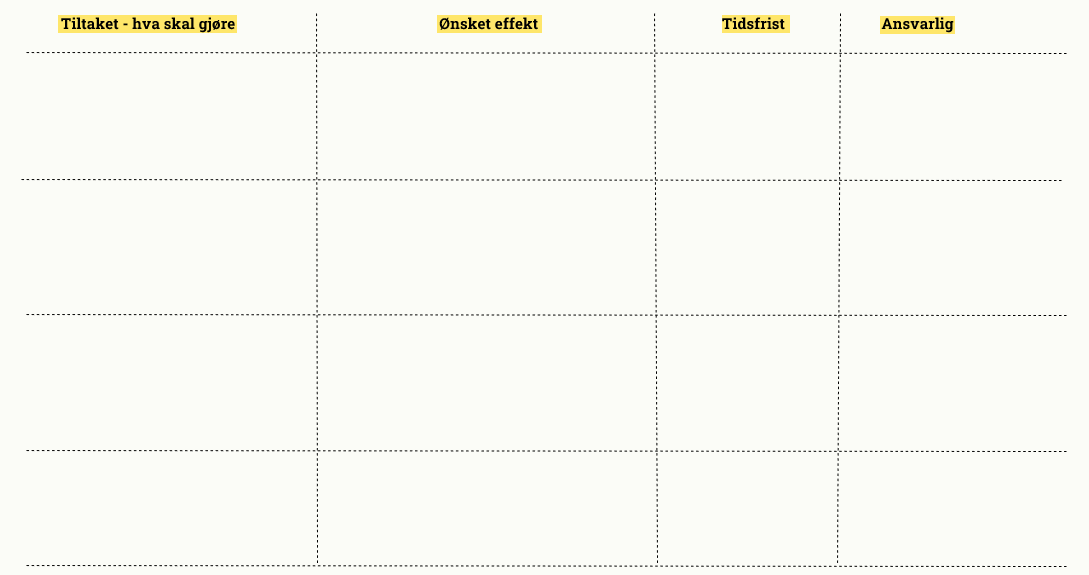 Tiltaket - hva skal gjøre
Ønsket effekt
Tidsfrist
Ansvarlig